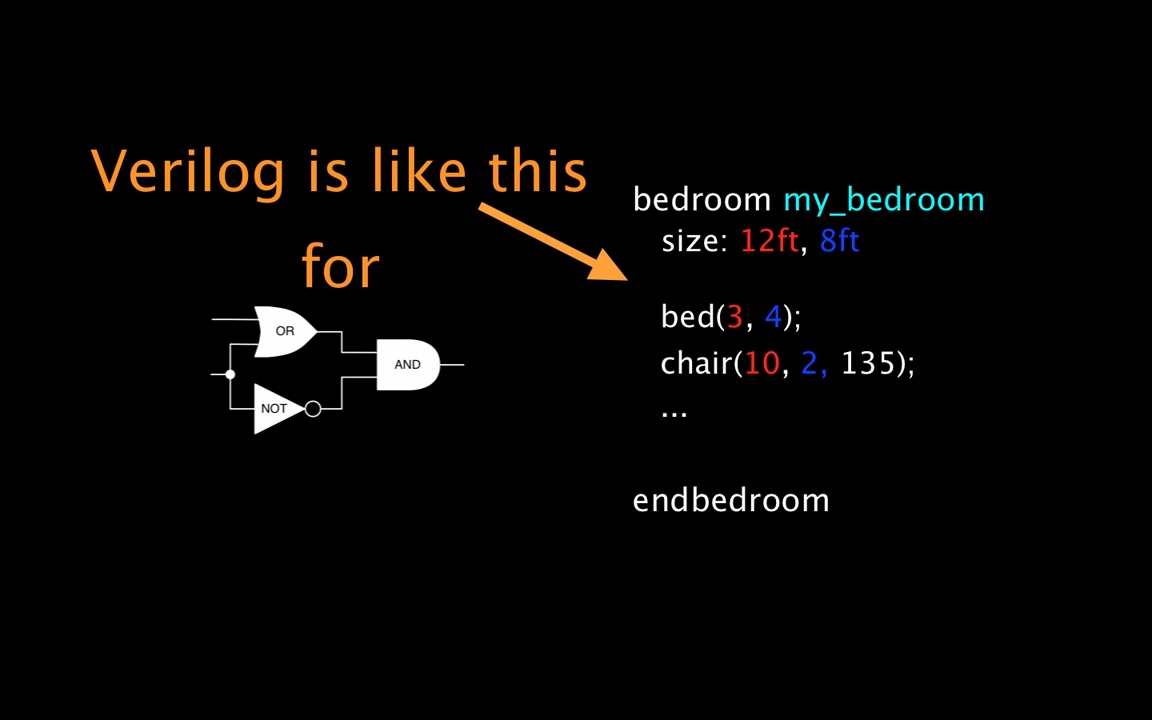 Verilog is like this
for
OR
AND
NOT
bedroom my_bedroom
size: 12ft, 8ft
bed(3, 4);
chair(10, 2, 135);
...
endbedroom